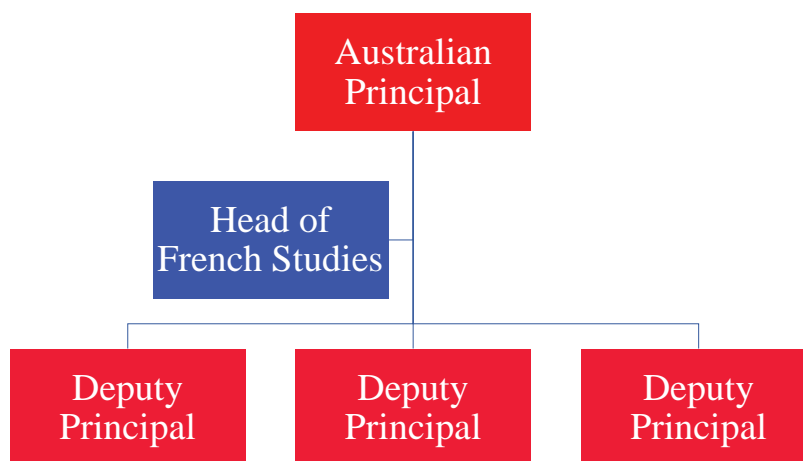 Australian
Principal
Head of
French Studies
Deputy
Principal
Deputy
Principal
Deputy
Principal